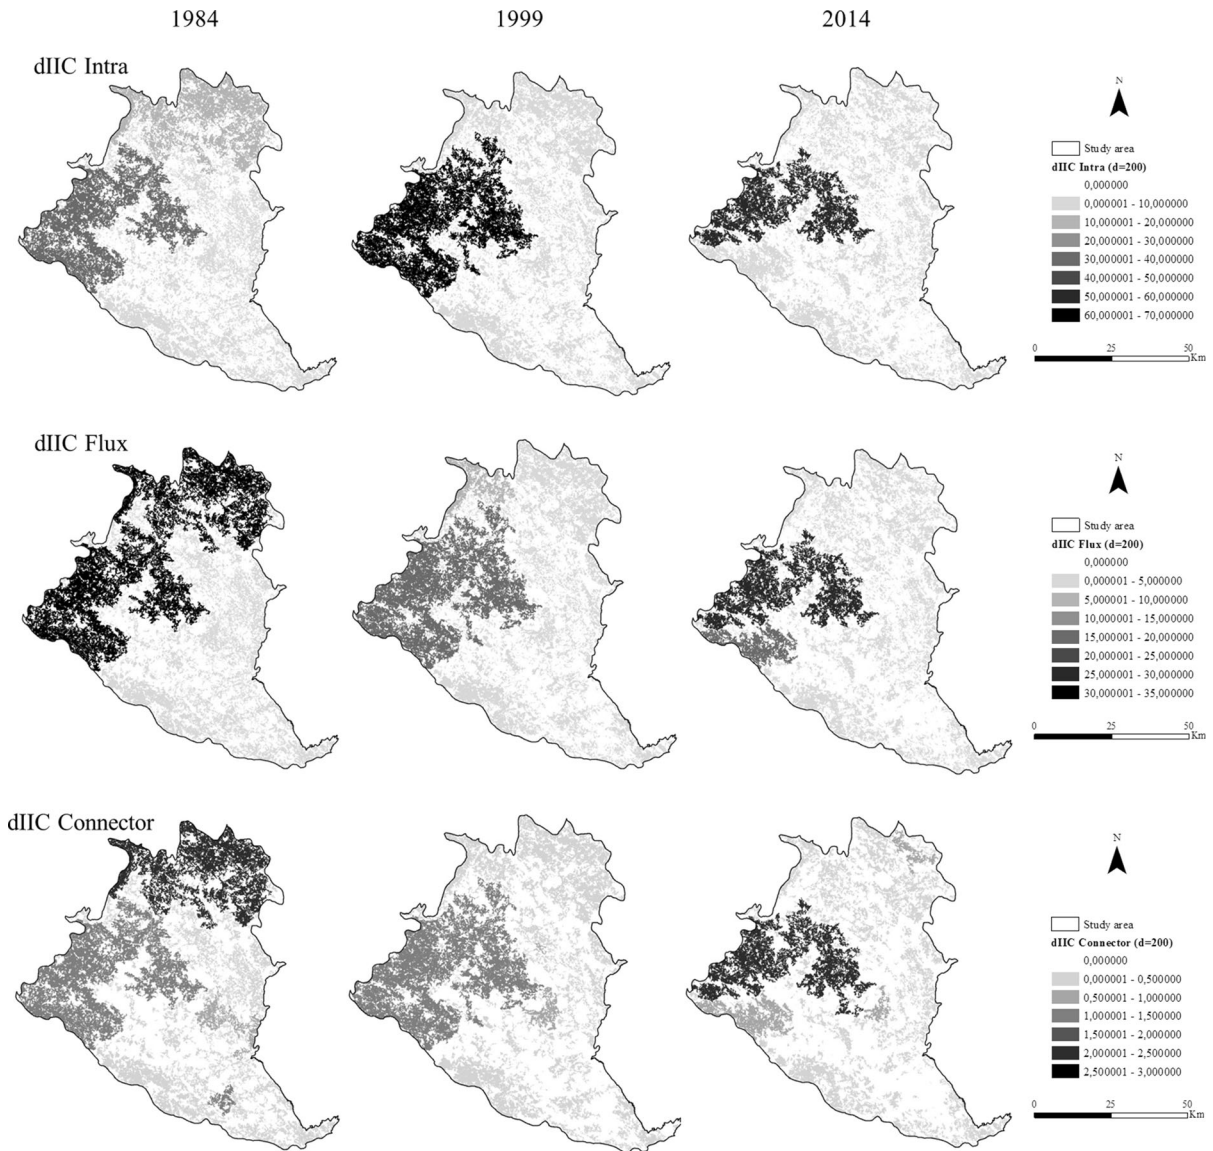 1984 1999 2014
dIIC Intra
N
Study area
dIIC Intra (d=200)
0,000000
0,000001 - 10,000000
10,000001 - 20,000000
20,000001 - 30,000000
30,000001 - 40,000000
40,000001 - 50,000000
50,000001 - 60,000000
60,000001 - 70,000000
0 25 50
Km
dIIC Flux
N
Study area
dIIC Flux (d=200)
0,000000
0,000001 - 5,000000
5,000001 - 10,000000
10,000001 - 15,000000
15,000001 - 20,000000
20,000001 - 25,000000
25,000001 - 30,000000
30,000001 - 35,000000
0 25 50
Km
dIIC Connector
N
Study area
dIIC Connector (d=200)
0,000000
0,000001 - 0,500000
0,500001 - 1,000000
1,000001 - 1,500000
1,500001 - 2,000000
2,000001 - 2,500000
2,500001 - 3,000000
0 25 50
Km